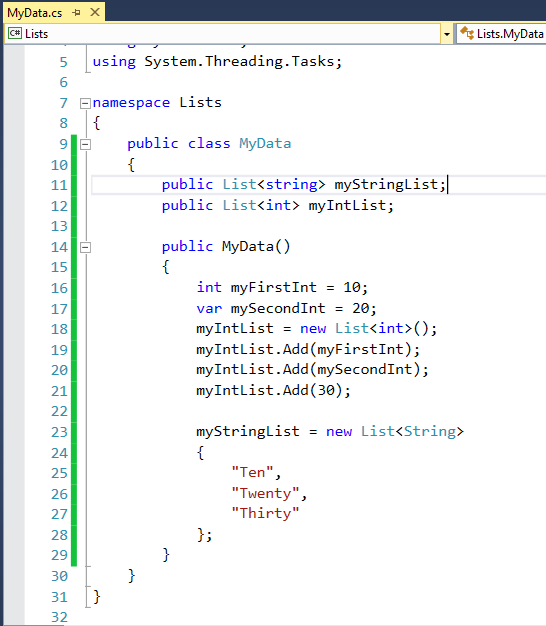 MyData.cs
Lists Lists.MyData
5 using System.Threading.Tasks;
6
7 namespace Lists
8 {
9 public class MyData
10 {
11 public List<string> myStringList;
12 public List<int> myIntList;
13
14 public MyData()
15 {
16 int myFirstInt = 10;
17 var mySecondInt = 20;
18 myIntList = new List<int>();
19 myIntList.Add(myFirstInt);
20 myIntList.Add(mySecondInt);
21 myIntList.Add(30);
22
23 myStringList = new List<String>
24 {
25 "Ten",
26 "Twenty",
27 "Thirty"
28 };
29 }
30 }
31 }
32